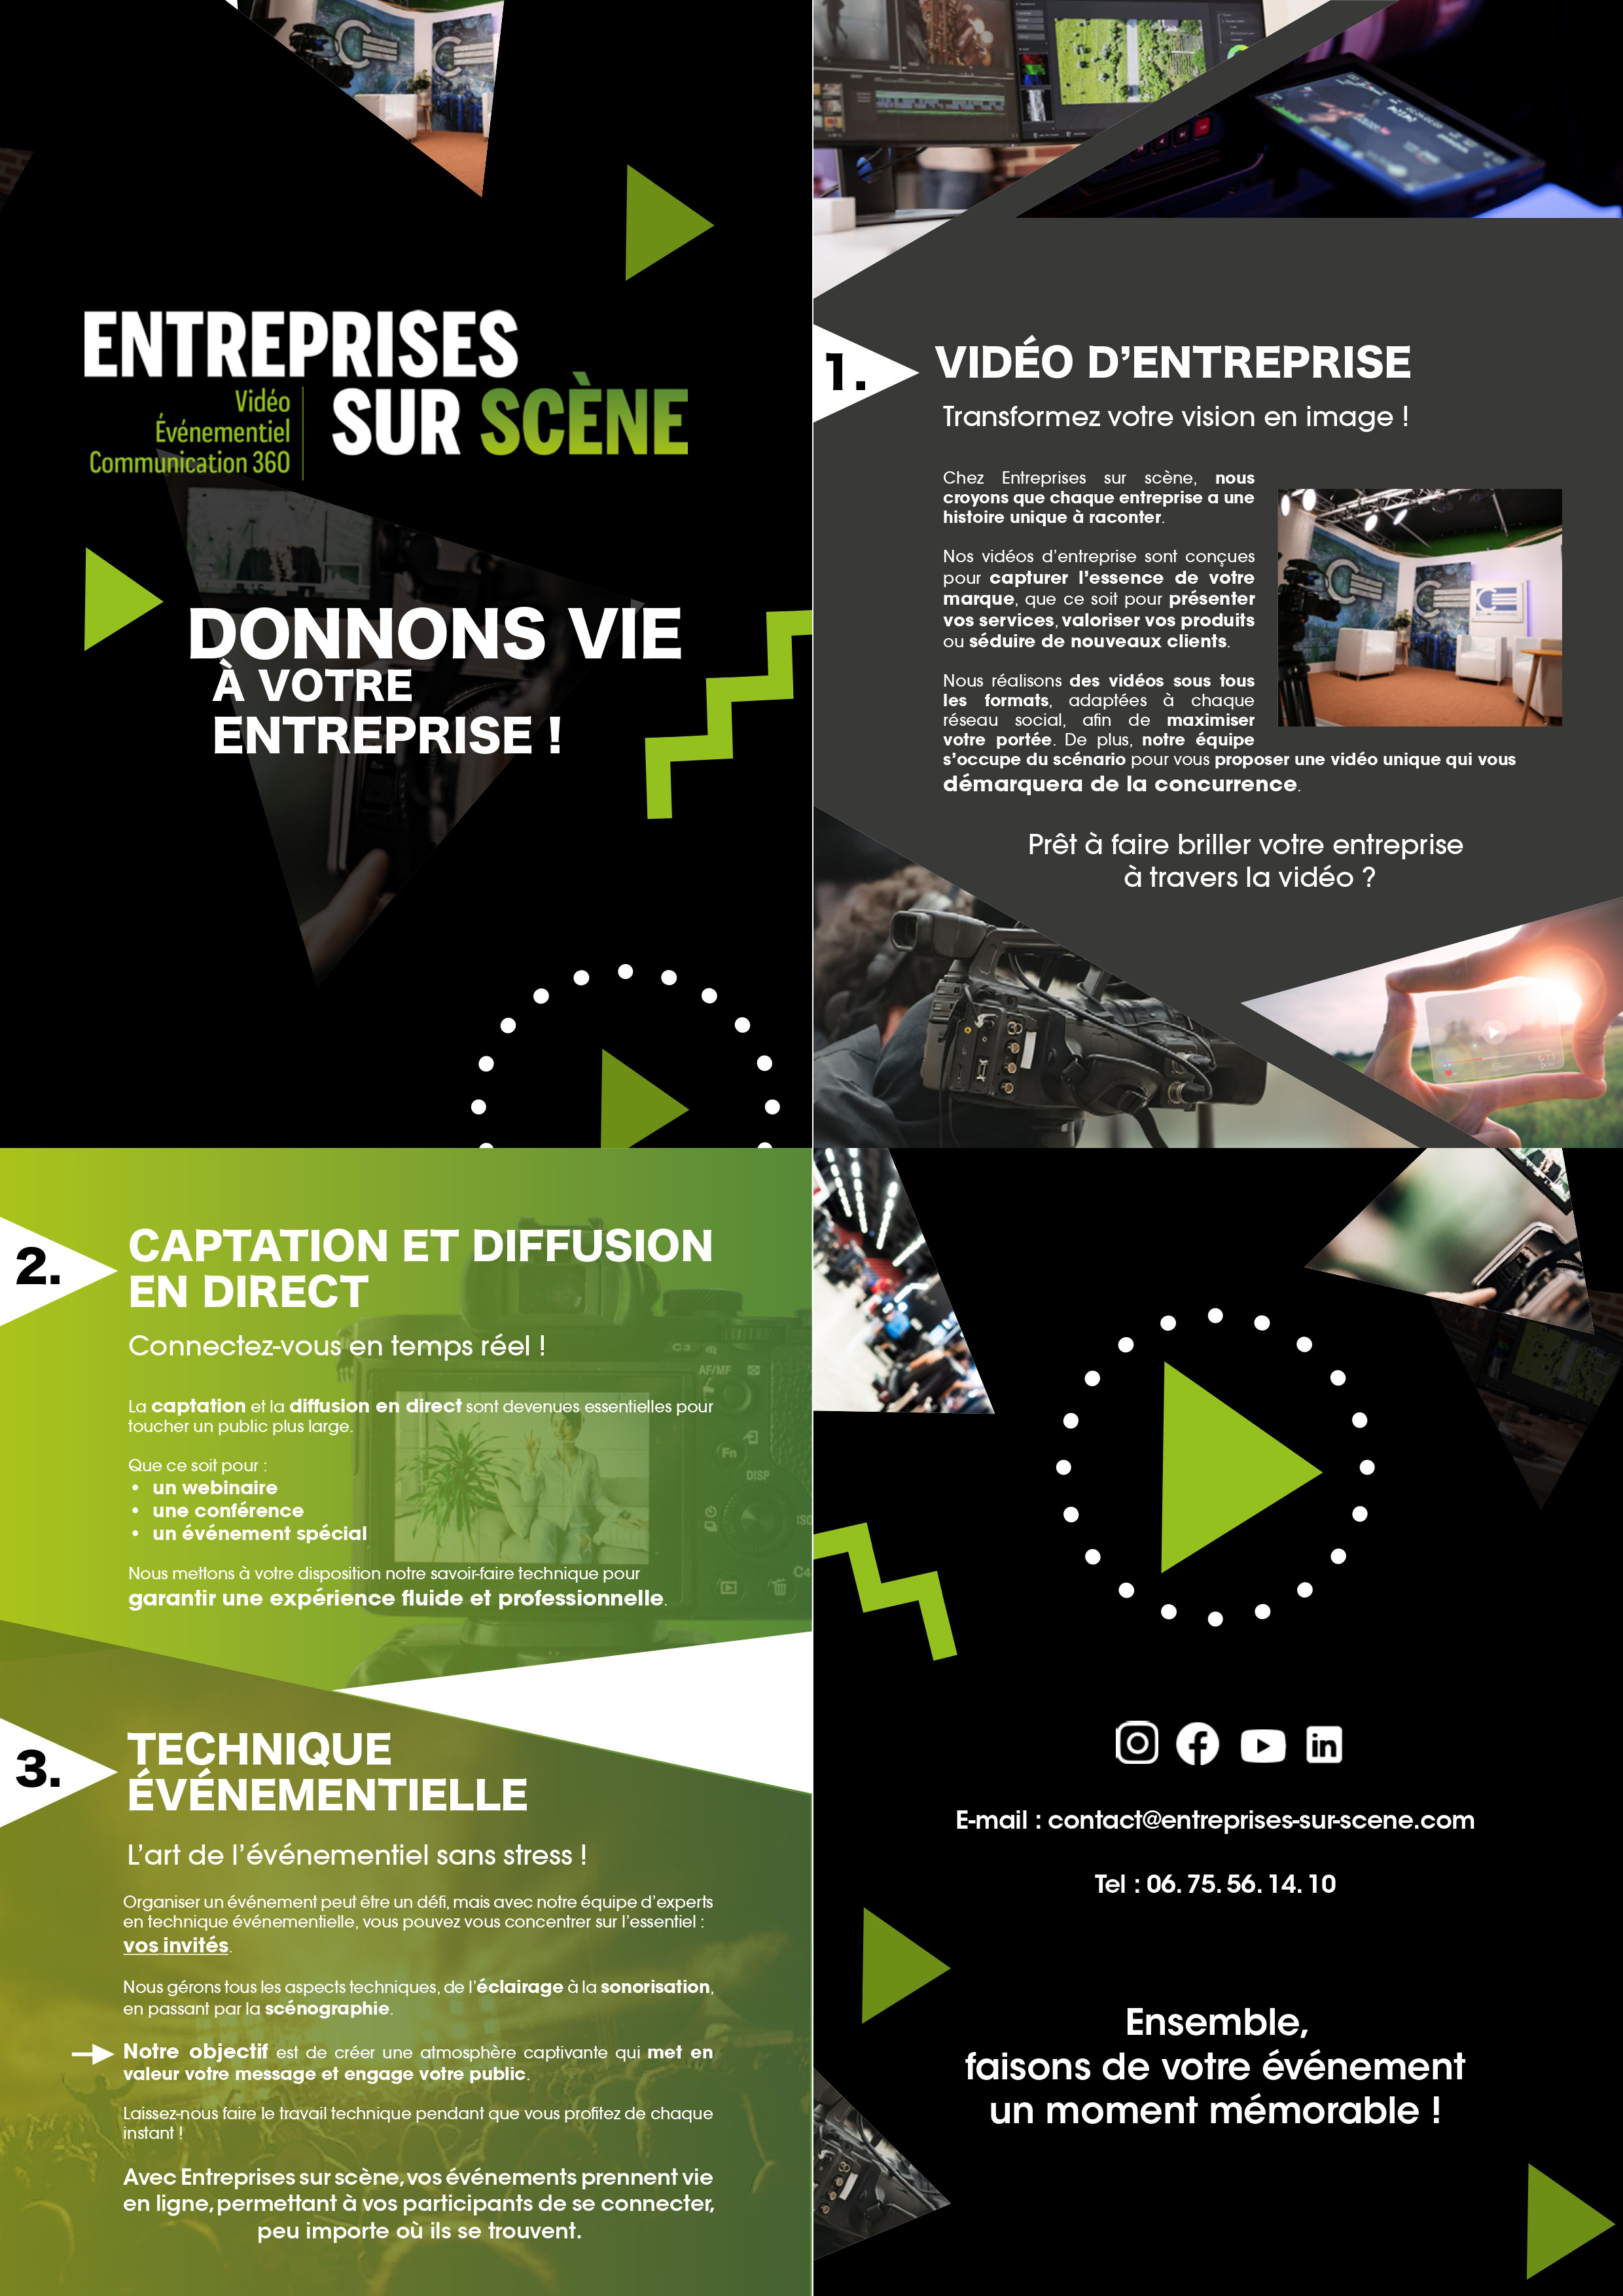 ENTREPRISES
SUR SCÈNE
Vidéo
Événementiel
Communication 360
DONNONS VIE
À VOTRE
ENTREPRISE !
1.
VIDÉO D’ENTREPRISE
Transformez votre vision en image !
Chez Entreprises sur scène, nous
croyons que chaque entreprise a une
histoire unique à raconter.
Nos vidéos d’entreprise sont conçues
pour capturer l’essence de votre
marque, que ce soit pour présenter
vos services, valoriser vos produits
ou séduire de nouveaux clients.
Nous réalisons des vidéos sous tous
les formats, adaptées à chaque
réseau social, afin de maximiser
votre portée. De plus, notre équipe
s’occupe du scénario pour vous proposer une vidéo unique qui vous
démarquera de la concurrence.
Prêt à faire briller votre entreprise
à travers la vidéo ?
2.
CAPTATION ET DIFFUSION
EN DIRECT
Connectez-vous en temps réel !
La captation et la diffusion en direct sont devenues essentielles pour
toucher un public plus large.
Que ce soit pour :
• un webinaire
• une conférence
• un événement spécial
Nous mettons à votre disposition notre savoir-faire technique pour
garantir une expérience fluide et professionnelle.
C3
AF/MF
Fn
DISP
ISO
C4
3.
TECHNIQUE
ÉVÉNEMENTIELLE
L’art de l’événementiel sans stress !
Organiser un événement peut être un défi, mais avec notre équipe d’experts
en technique événementielle, vous pouvez vous concentrer sur l’essentiel :
vos invités.
Nous gérons tous les aspects techniques, de l’éclairage à la sonorisation,
en passant par la scénographie.
Notre objectif est de créer une atmosphère captivante qui met en
valeur votre message et engage votre public.
Laissez-nous faire le travail technique pendant que vous profitez de chaque
instant !
Avec Entreprises sur scène, vos événements prennent vie
en ligne, permettant à vos participants de se connecter,
peu importe où ils se trouvent.
in
E-mail : contact@entreprises-sur-scene.com
Tel : 06. 75. 56. 14. 10
Ensemble,
faisons de votre événement
un moment mémorable !